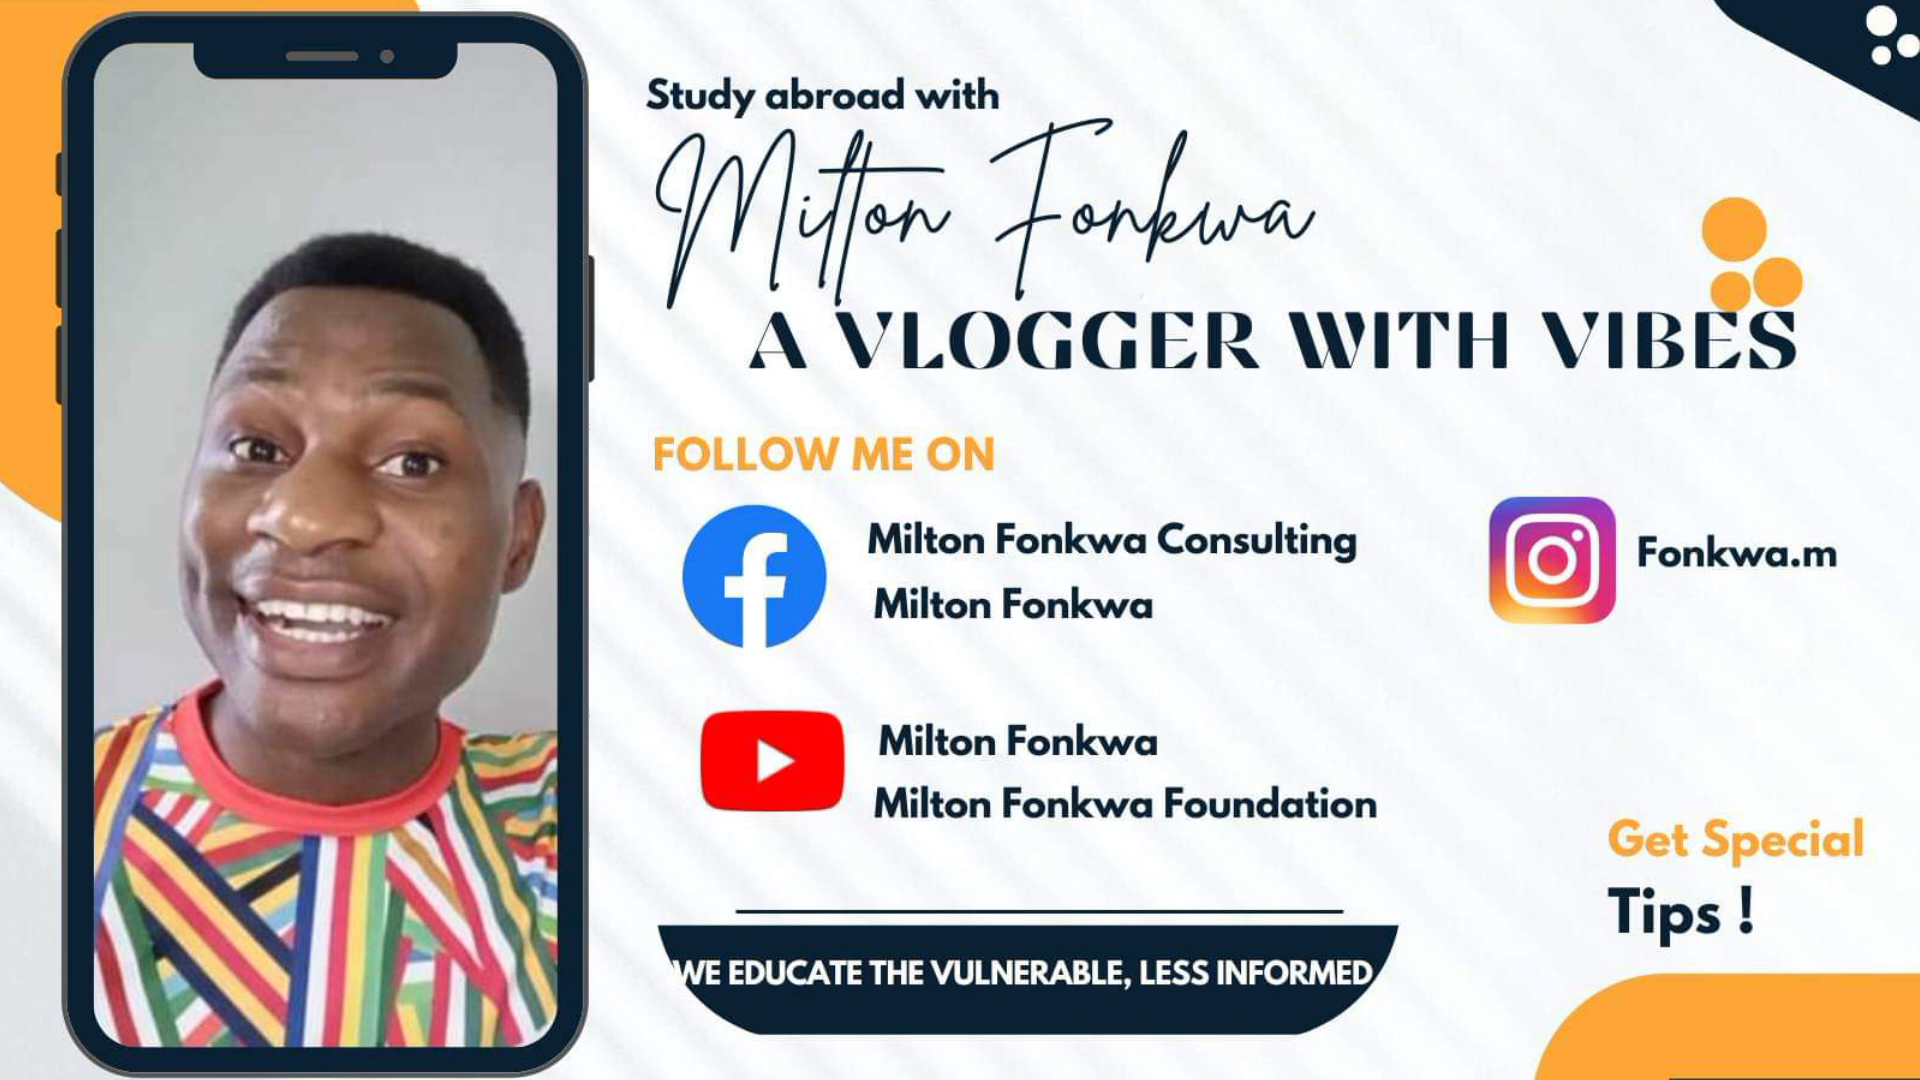 Study abroad with
Milton Fonkwa
A VLOGGER WITH VIBES
FOLLOW ME ON
Milton Fonkwa Consulting
Milton Fonkwa
Fonkwa.m
Milton Fonkwa
Milton Fonkwa Foundation
Get Special
Tips !
WE EDUCATE THE VULNERABLE, LESS INFORMED